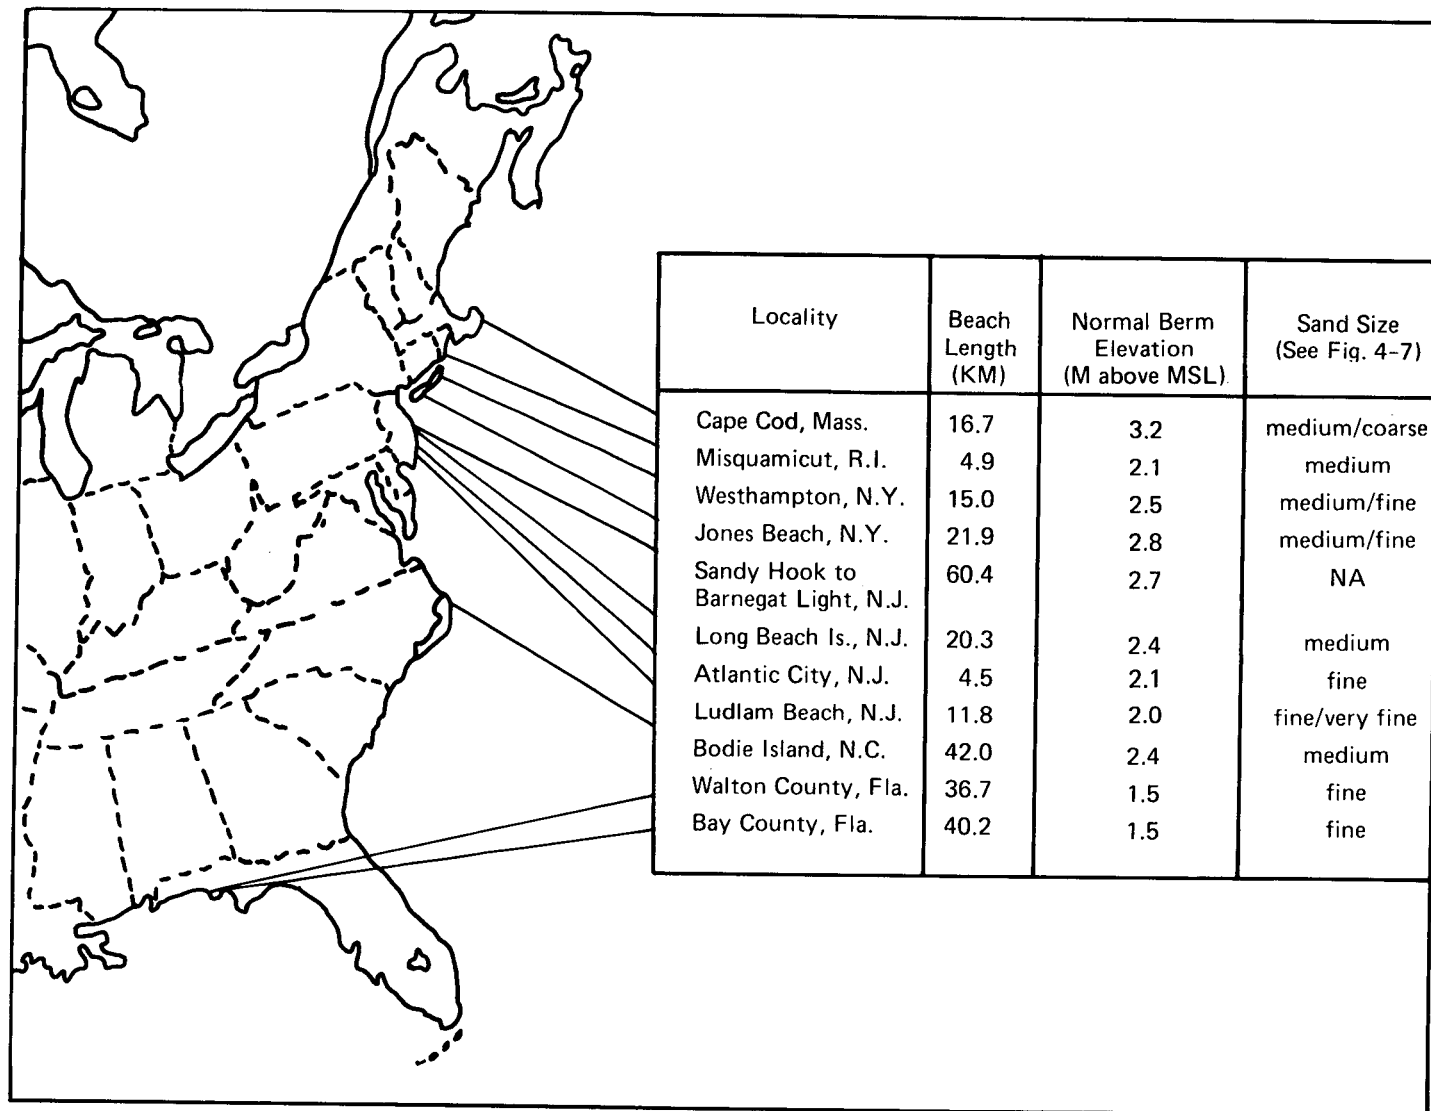 Locality
Beach
Length
(KM)
Normal Berm
Elevation
(M above MSL)
Sand Size
(See Fig. 4-7)
Cape Cod, Mass. 16.7 3.2 medium/coarse
Misquamicut, R.I. 4.9 2.1 medium
Westhampton, N.Y. 15.0 2.5 medium/fine
Jones Beach, N.Y. 21.9 2.8 medium/fine
Sandy Hook to 60.4 2.7 NA
Barnegat Light, N.J.
Long Beach Is., N.J. 20.3 2.4 medium
Atlantic City, N.J. 4.5 2.1 fine
Ludlam Beach, N.J. 11.8 2.0 fine/very fine
Bodie Island, N.C. 42.0 2.4 medium
Walton County, Fla. 36.7 1.5 fine
Bay County, Fla. 40.2 1.5 fine